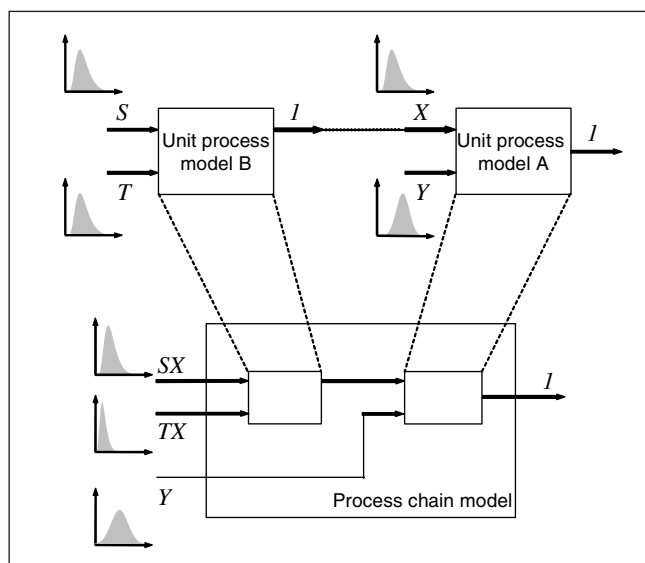 S
T
Unit process
model B
1
X
Y
Unit process
model A
1
SX
TX
Y
1
Process chain model